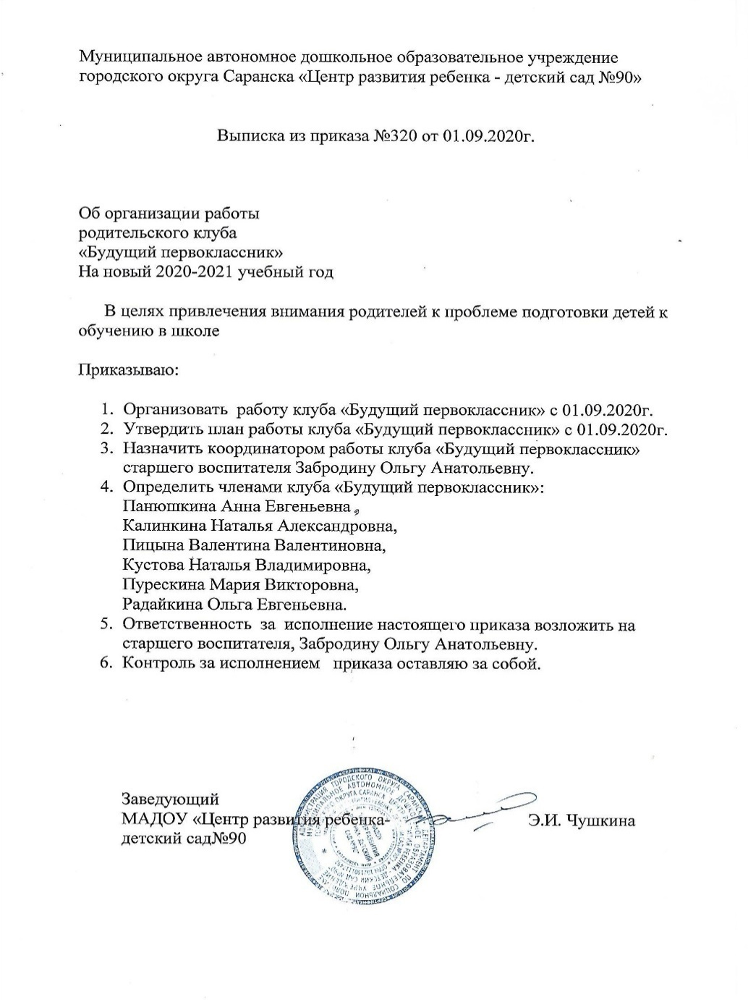 Муниципальное автономное дошкольное образовательное учреждение
городского округа Саранска «Центр развития ребенка - детский сад №90»
Выписка из приказа №320 от 01.09.2020г.
Об организации работы
родительского клуба
«Будущий первоклассник»
На новый 2020-2021 учебный год
В целях привлечения внимания родителей к проблеме подготовки детей к
обучению в школе
Приказываю:
1. Организовать работу клуба «Будущий первоклассник» с 01.09.2020г.
2. Утвердить план работы клуба «Будущий первоклассник» с 01.09.2020г.
3. Назначить координатором работы клуба «Будущий первоклассник»
старшего воспитателя Забродину Ольгу Анатольевну.
4. Определить членами клуба «Будущий первоклассник»:
Панюшкина Анна Евгеньевна,
Калинкина Наталья Александровна,
Пицына Валентина Валентиновна,
Кустова Наталья Владимировна,
Пурескина Мария Викторовна,
Радайкина Ольга Евгеньевна.
5. Ответственность за исполнение настоящего приказа возложить на
старшего воспитателя, Забродину Ольгу Анатольевну.
6. Контроль за исполнением приказа оставляю за собой.
Заведующий
МАДОУ «Центр развития ребенка-
детский сад№90
Э.И. Чушкина